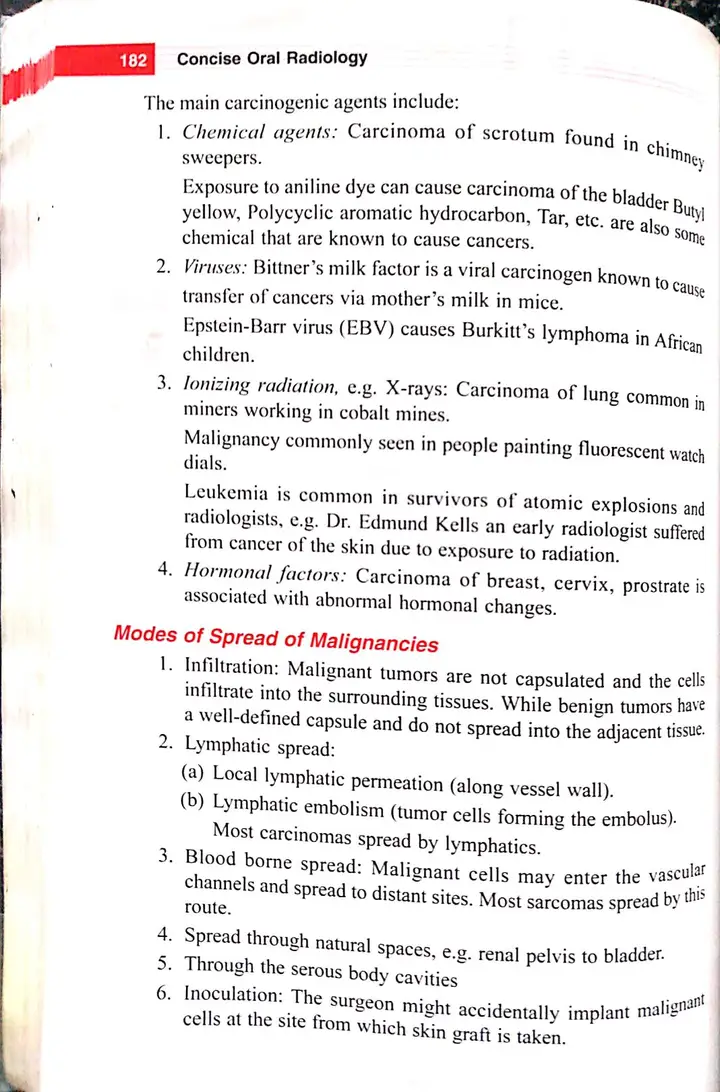 182 Concise Oral Radiology
The main carcinogenic agents include:
1. Chemical agents: Carcinoma of scrotum found in chimney
sweepers.
Exposure to aniline dye can cause carcinoma of the bladder Butyl
yellow, Polycyclic aromatic hydrocarbon, Tar, etc. are also some
chemical that are known to cause cancers.
2. Viruses: Bittner's milk factor is a viral carcinogen known to cause
transfer of cancers via mother's milk in mice.
Epstein-Barr virus (EBV) causes Burkitt's lymphoma in African
children.
3. Ionizing radiation, e.g. X-rays: Carcinoma of lung common in
miners working in cobalt mines.
Malignancy commonly seen in people painting fluorescent watch
dials.
Leukemia is common in survivors of atomic explosions and
radiologists, e.g. Dr. Edmund Kells an early radiologist suffered
from cancer of the skin due to exposure to radiation.
4. Hormonal factors: Carcinoma of breast, cervix, prostrate is
associated with abnormal hormonal changes.
Modes of Spread of Malignancies
1. Infiltration: Malignant tumors are not capsulated and the cells
infiltrate into the surrounding tissues. While benign tumors have
a well-defined capsule and do not spread into the adjacent tissue.
2. Lymphatic spread:
(a) Local lymphatic permeation (along vessel wall).
(b) Lymphatic embolism (tumor cells forming the embolus).
Most carcinomas spread by lymphatics.
3. Blood borne spread: Malignant cells may enter the vascular
channels and spread to distant sites. Most sarcomas spread by this
route.
4. Spread through natural spaces, e.g. renal pelvis to bladder.
5. Through the serous body cavities
6. Inoculation: The surgeon might accidentally implant malignant
cells at the site from which skin graft is taken.